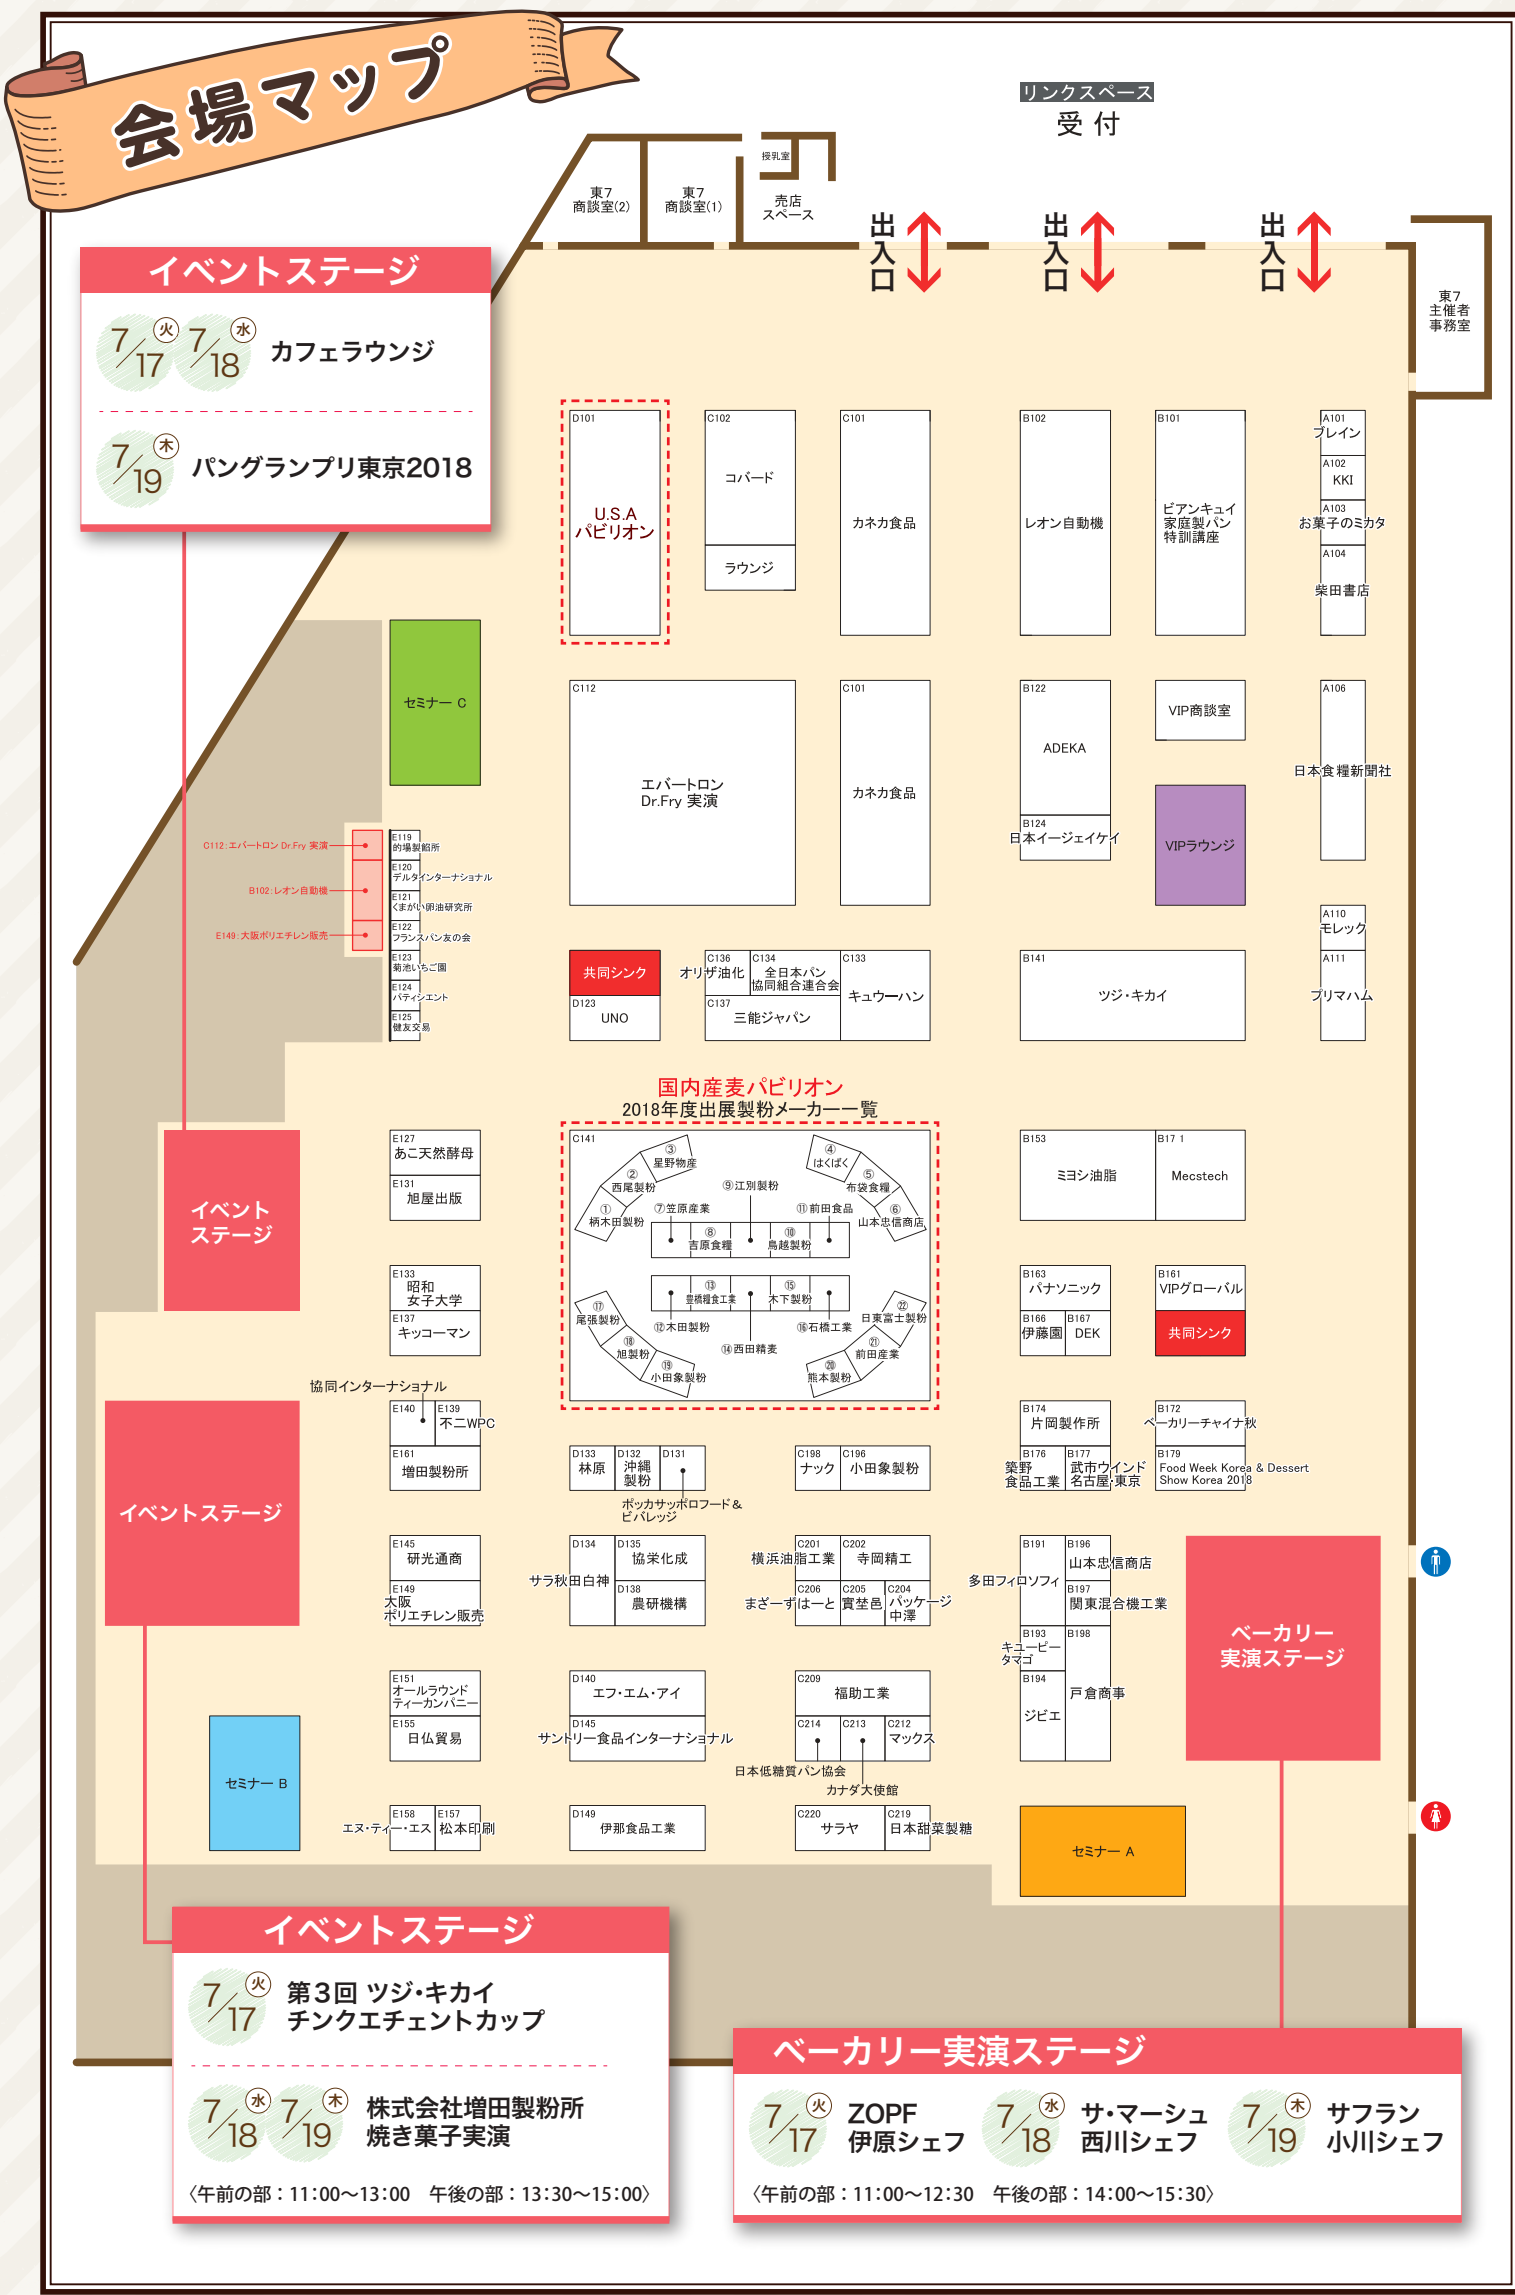 会場マップ
リンクスペース
受付
授乳室
東7
商談室(2)
東7
商談室(1)
売店
スペース
出入口
出入口
出入口
東7
主催者
事務室
イベントステージ
7/17 火 7/18 水 カフェラウンジ
7/19 木 パングランプリ東京2018
D101
U.S.A
パビリオン
C102
コバード
ラウンジ
C101
カネカ食品
B102
レオン自動機
B101
ビアンキュイ
家庭製パン
特訓講座
A101
ブレイン
A102
KKI
A103
お菓子のミカタ
A104
柴田書店
セミナー C
C112
エバートロン
Dr.Fry 実演
C101
カネカ食品
B122
ADEKA
B124
日本イージェイケイ
VIP商談室
VIPラウンジ
A106
日本食糧新聞社
A110
モレック
A111
プリマハム
C112:エバートロン Dr.Fry 実演
B102:レオン自動機
E149:大阪ポリエチレン販売
E119
的場製餡所
E120
デルタインターナショナル
E121
くまがい卵油研究所
E122
フランスパン友の会
E123
菊池いちご園
E124
パティシエント
E125
健友交易
共同シンク
D123
UNO
C136
オリザ油化
C134
全日本パン
協同組合連合会
C137
三能ジャパン
C133
キュウーハン
B141
ツジ・キカイ
国内産麦パビリオン
2018年度出展製粉メーカー一覧
C141
①
柄木田製粉
②
西尾製粉
③
星野物産
④
はくばく
⑤
布袋食糧
⑥
山本忠信商店
⑦笠原産業
⑧
吉原食糧
⑨江別製粉
⑩
鳥越製粉
⑪前田食品
⑫木田製粉
⑬
豊橋糧食工業
⑭西田精麦
⑮
木下製粉
⑯石橋工業
⑰
尾張製粉
⑱
旭製粉
⑲
小田象製粉
⑳
熊本製粉
㉑
前田産業
㉒
日東富士製粉
E127
あこ天然酵母
E131
旭屋出版
イベント
ステージ
E133
昭和
女子大学
E137
キッコーマン
B153
ミヨシ油脂
B17 1
Mecstech
B163
パナソニック
B166
伊藤園
B167
DEK
B161
VIPグローバル
共同シンク
協同インターナショナル
E140
E139
不二WPC
E161
増田製粉所
イベントステージ
D133
林原
D132
沖縄
製粉
D131
ポッカサッポロフード＆
ビバレッジ
C198
ナック
C196
小田象製粉
B174
片岡製作所
B176
築野
食品工業
B177
武市ウインド
名古屋・東京
B172
ベーカリーチャイナ秋
B179
Food Week Korea & Dessert
Show Korea 2018
E145
研光通商
E149
大阪
ポリエチレン販売
D134
サラ秋田白神
D135
協栄化成
D138
農研機構
C201
横浜油脂工業
C202
寺岡精工
C206
まざーずはーと
C205
寳埜邑
C204
パッケージ
中澤
B191
多田フィロソフィ
B196
山本忠信商店
B197
関東混合機工業
B193
キユーピー
タマゴ
B194
ジビエ
B198
戸倉商事
ベーカリー
実演ステージ
E151
オールラウンド
ティーカンパニー
E155
日仏貿易
D140
エフ・エム・アイ
D145
サントリー食品インターナショナル
C209
福助工業
C214
日本低糖質パン協会
C213
カナダ大使館
C212
マックス
セミナー B
E158
エヌ・ティー・エス
E157
松本印刷
D149
伊那食品工業
C220
サラヤ
C219
日本甜菜製糖
セミナー A
イベントステージ
7/17 火 第3回 ツジ・キカイ
チンクエチェントカップ
7/18 水 7/19 木 株式会社増田製粉所
焼き菓子実演
〈午前の部：11:00〜13:00　午後の部：13:30〜15:00〉
ベーカリー実演ステージ
7/17 火 ZOPF
伊原シェフ
7/18 水 サ・マーシュ
西川シェフ
7/19 木 サフラン
小川シェフ
〈午前の部：11:00〜12:30　午後の部：14:00〜15:30〉